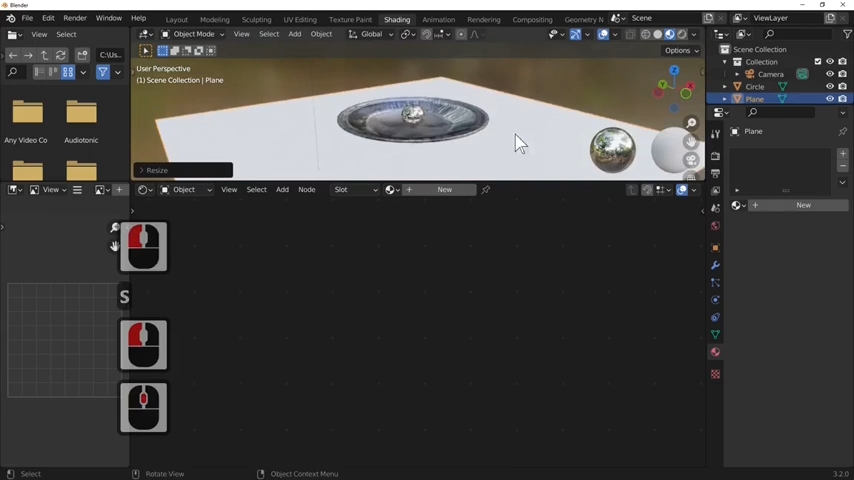 Blender
File Edit Render Window Help Layout Modeling Sculpting UV Editing Texture Paint Shading Animation Rendering Compositing Geometry N Scene ViewLayer
View Select Object Mode View Select Add Object Global
C:\Us... Options
User Perspective
(1) Scene Collection | Plane
Any Video Co Audiotonic
Resize
Scene Collection
Collection
Camera
Circle
Plane
Plane
New
View Object View Select Add Node Slot New
S
X
Y
Z
Select Rotate View Object Context Menu 3.2.0